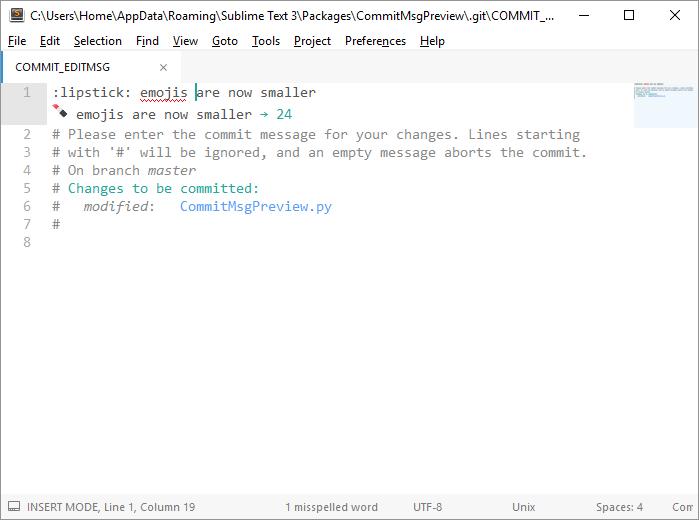 C:\Users\Home\AppData\Roaming\Sublime Text 3\Packages\CommitMsgPreview\.git\COMMIT_...
File Edit Selection Find View Goto Tools Project Preferences Help
COMMIT_EDITMSG ×
1 :lipstick: emojis are now smaller
emojis are now smaller → 24
2 # Please enter the commit message for your changes. Lines starting
3 # with '#' will be ignored, and an empty message aborts the commit.
4 # On branch master
5 # Changes to be committed:
6 #   modified:   CommitMsgPreview.py
7 #
8
INSERT MODE, Line 1, Column 19 1 misspelled word UTF-8 Unix Spaces: 4 Com